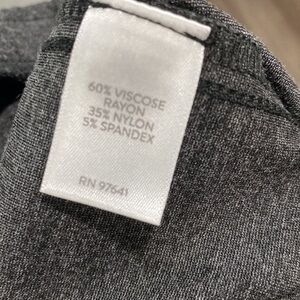 60% VISCOSE
RAYON
35% NYLON
5% SPANDEX
RN 97641